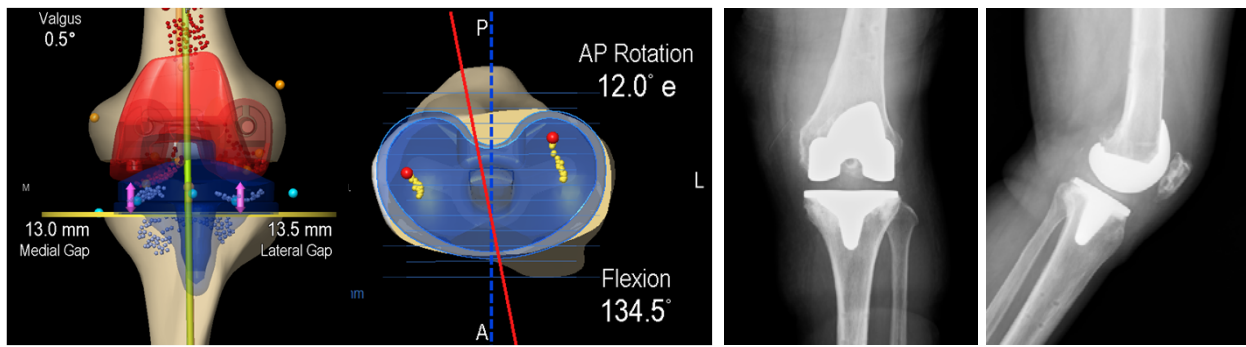 Valgus
0.5°
M
13.0 mm
Medial Gap
13.5 mm
Lateral Gap
P
AP Rotation
12.0° e
L
L
Flexion
134.5°
mm
A